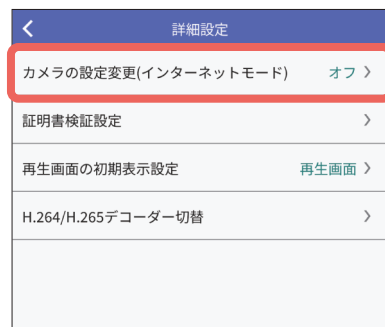 詳細設定
カメラの設定変更(インターネットモード) オフ
証明書検証設定
再生画面の初期表示設定 再生画面
H.264/H.265デコーダー切替